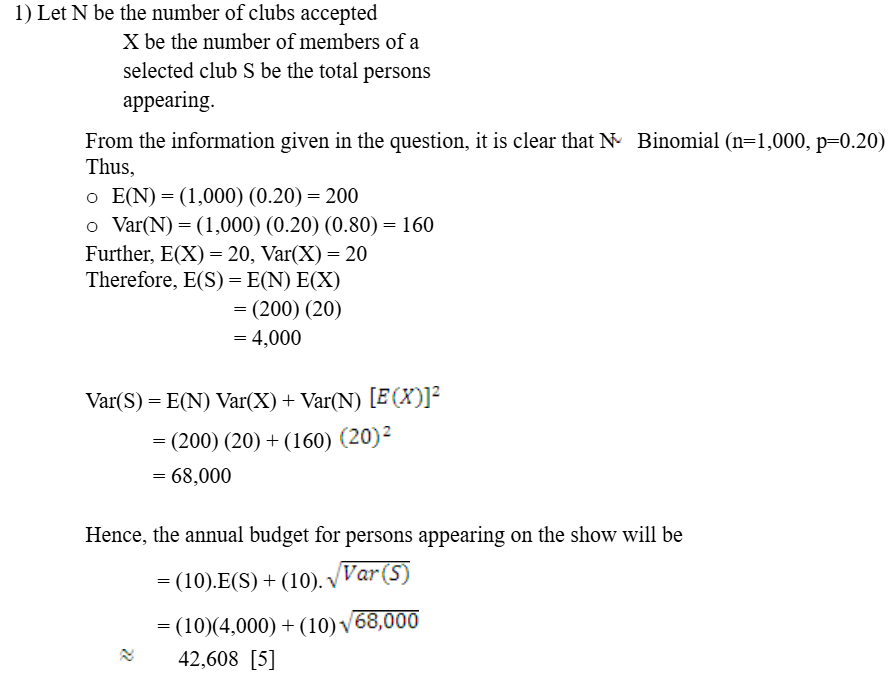 1) Let N be the number of clubs accepted
X be the number of members of a
selected club S be the total persons
appearing.
From the information given in the question, it is clear that N~ Binomial (n=1,000, p=0.20)
Thus,
o E(N) = (1,000) (0.20) = 200
o Var(N) = (1,000) (0.20) (0.80) = 160
Further, E(X) = 20, Var(X) = 20
Therefore, E(S) = E(N) E(X)
= (200) (20)
= 4,000
Var(S) = E(N) Var(X) + Var(N) [E(X)]²
= (200) (20) + (160) (20)²
= 68,000
Hence, the annual budget for persons appearing on the show will be
= (10).E(S) + (10).√Var(S)
= (10)(4,000) + (10)√68,000
≈ 42,608 [5]